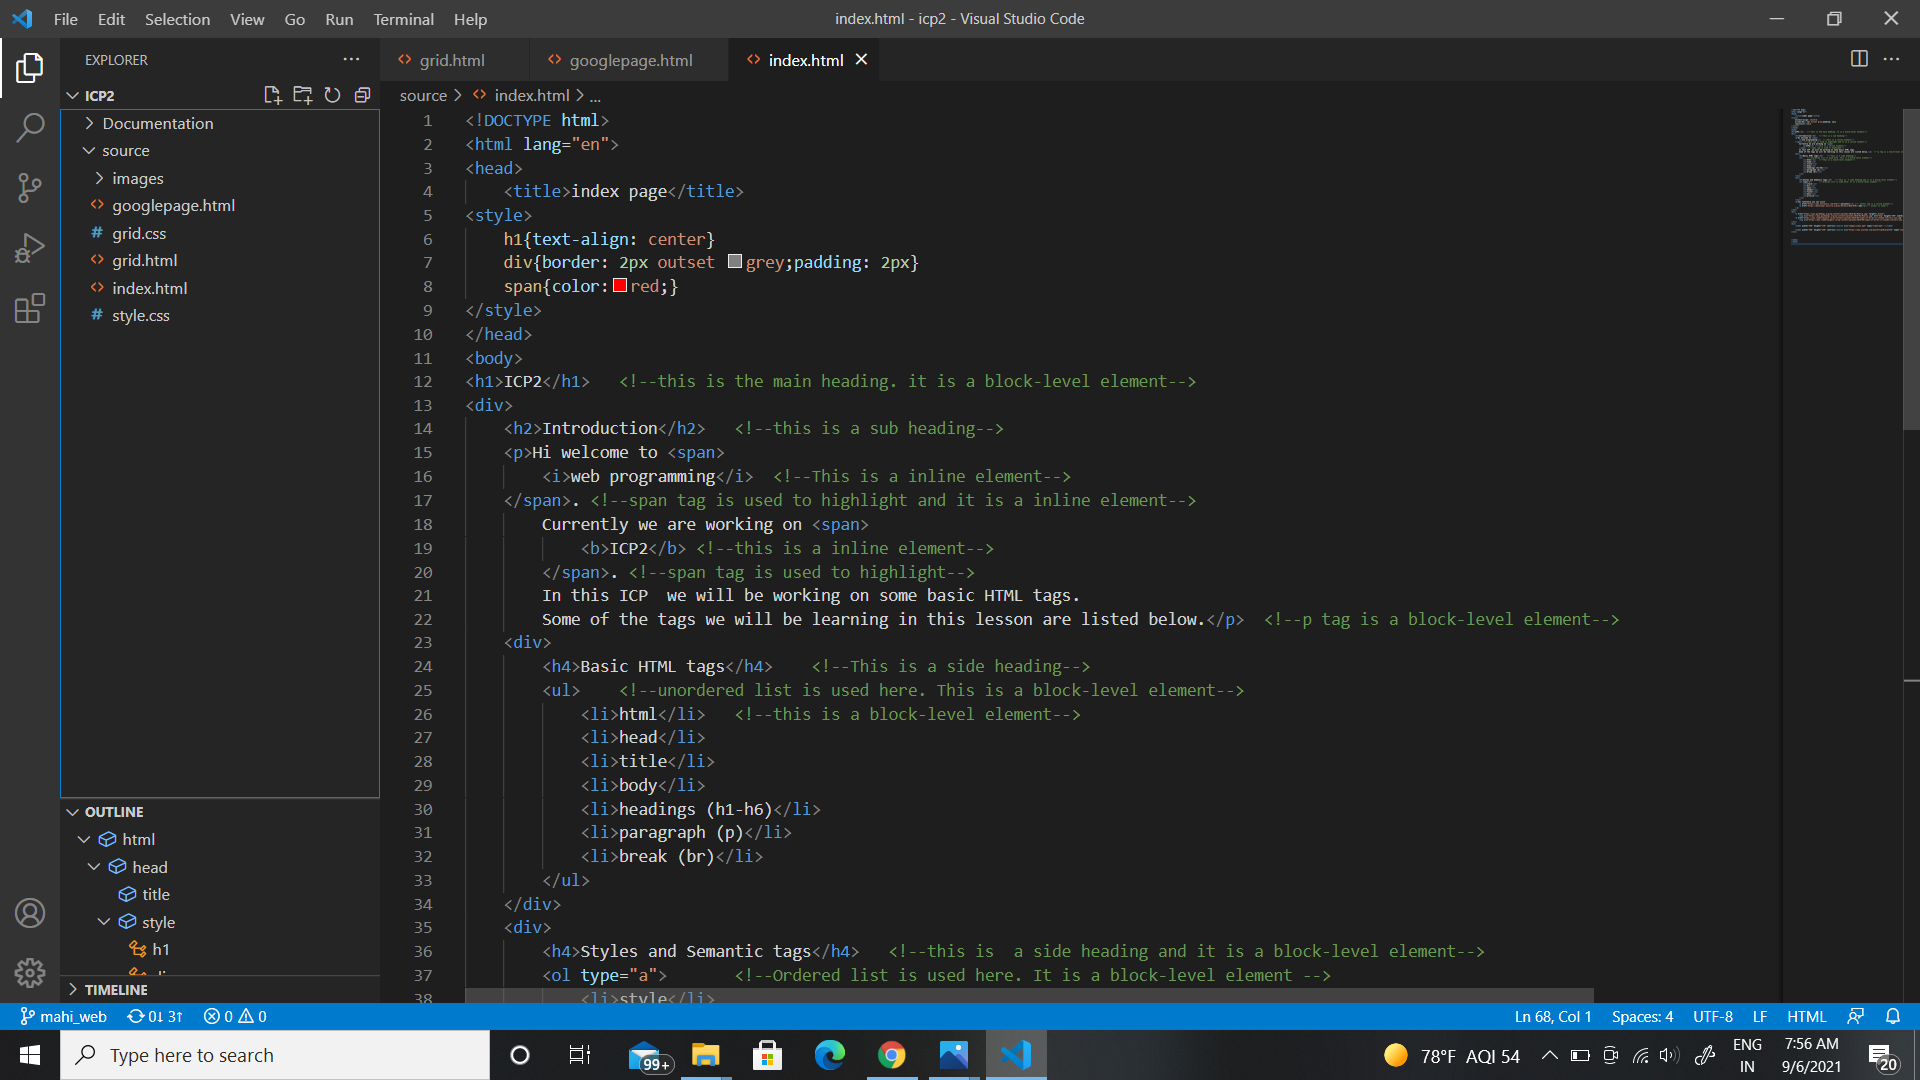 File Edit Selection View Go Run Terminal Help
index.html - icp2 - Visual Studio Code
EXPLORER
ICP2
Documentation
source
images
googlepage.html
grid.css
grid.html
index.html
style.css
OUTLINE
html
head
title
style
h1
TIMELINE
grid.html googlepage.html index.html
source > index.html > ...
1 <!DOCTYPE html>
2 <html lang="en">
3 <head>
4 <title>index page</title>
5 <style>
6 h1{text-align: center}
7 div{border: 2px outset grey;padding: 2px}
8 span{color: red;}
9 </style>
10 </head>
11 <body>
12 <h1>ICP2</h1> <!--this is the main heading. it is a block-level element-->
13 <div>
14 <h2>Introduction</h2> <!--this is a sub heading-->
15 <p>Hi welcome to <span>
16 <i>web programming</i> <!--This is a inline element-->
17 </span>. <!--span tag is used to highlight and it is a inline element-->
18 Currently we are working on <span>
19 <b>ICP2</b> <!--this is a inline element-->
20 </span>. <!--span tag is used to highlight-->
21 In this ICP  we will be working on some basic HTML tags.
22 Some of the tags we will be learning in this lesson are listed below.</p> <!--p tag is a block-level element-->
23 <div>
24 <h4>Basic HTML tags</h4> <!--This is a side heading-->
25 <ul> <!--unordered list is used here. This is a block-level element-->
26 <li>html</li> <!--this is a block-level element-->
27 <li>head</li>
28 <li>title</li>
29 <li>body</li>
30 <li>headings (h1-h6)</li>
31 <li>paragraph (p)</li>
32 <li>break (br)</li>
33 </ul>
34 </div>
35 <div>
36 <h4>Styles and Semantic tags</h4> <!--this is  a side heading and it is a block-level element-->
37 <ol type="a"> <!--Ordered list is used here. It is a block-level element -->
38 <li>style</li>
mahi_web 0↓ 3↑ 0 0
Ln 68, Col 1 Spaces: 4 UTF-8 LF HTML
Type here to search
99+
78°F AQI 54
ENG
IN
7:56 AM
9/6/2021
20